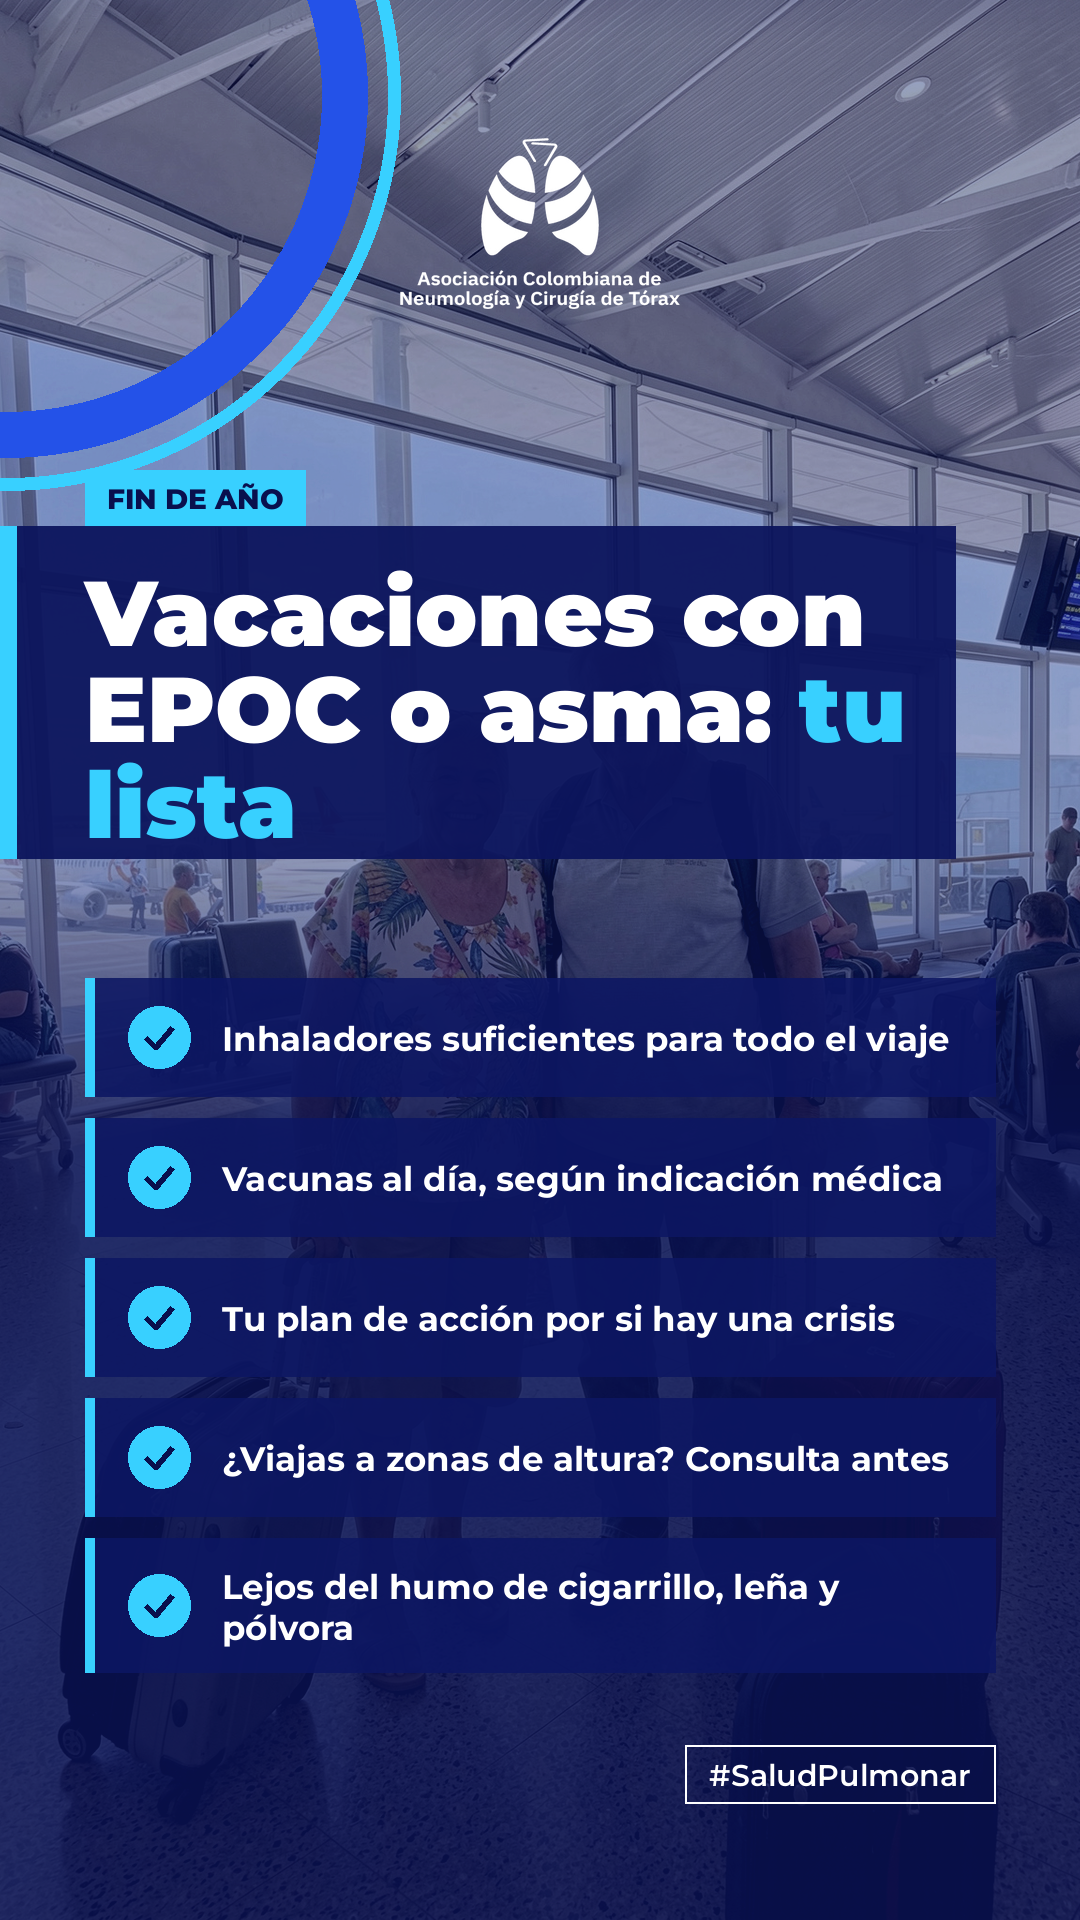 Asociación Colombiana de
Neumología y Cirugía de Tórax
FIN DE AÑO
Vacaciones con
EPOC o asma: tu
lista
Inhaladores suficientes para todo el viaje
Vacunas al día, según indicación médica
Tu plan de acción por si hay una crisis
¿Viajas a zonas de altura? Consulta antes
Lejos del humo de cigarrillo, leña y
pólvora
#SaludPulmonar